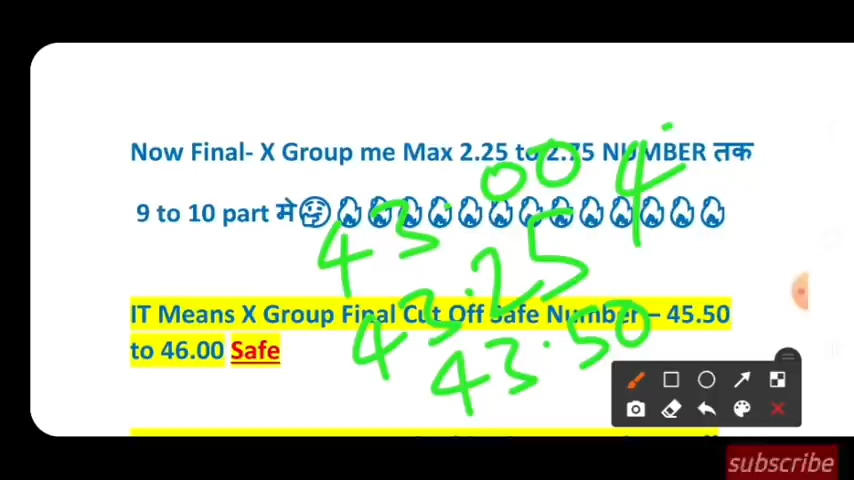 Now Final- X Group me Max 2.25 to 2.75 NUMBER तक
9 to 10 part मे
IT Means X Group Final Cut Off Safe Number – 45.50
to 46.00 Safe
43.00
4
43.25
43.50
subscribe